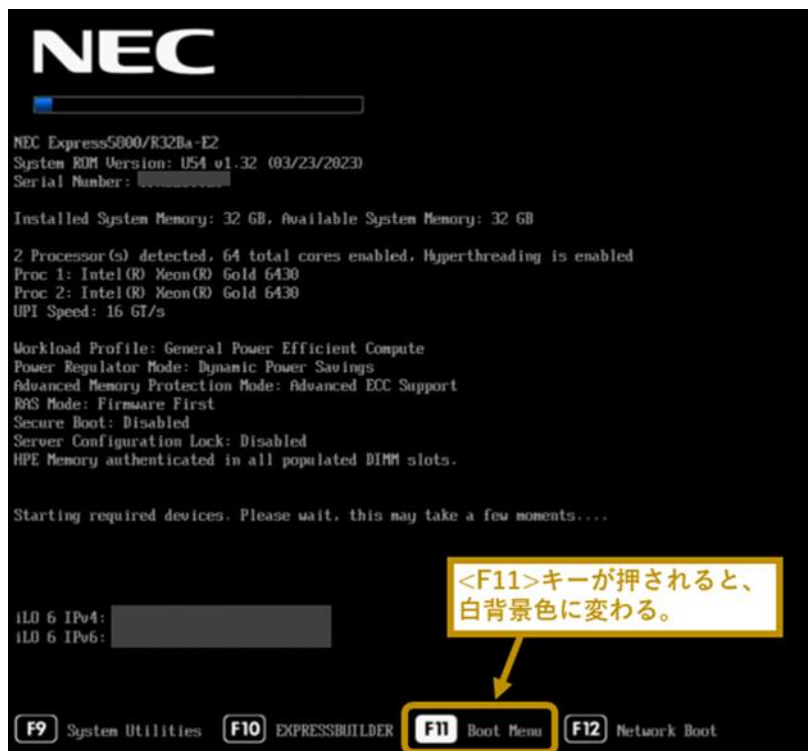 NEC
NEC Express5800/R32Ba-E2
System ROM Version: U54 v1.32 (03/23/2023)
Serial Number:
Installed System Memory: 32 GB, Available System Memory: 32 GB
2 Processor(s) detected, 64 total cores enabled, Hyperthreading is enabled
Proc 1: Intel(R) Xeon(R) Gold 6430
Proc 2: Intel(R) Xeon(R) Gold 6430
UPI Speed: 16 GT/s
Workload Profile: General Power Efficient Compute
Power Regulator Mode: Dynamic Power Savings
Advanced Memory Protection Mode: Advanced ECC Support
RAS Mode: Firmware First
Secure Boot: Disabled
Server Configuration Lock: Disabled
HPE Memory authenticated in all populated DIMM slots.
Starting required devices. Please wait, this may take a few moments....
<F11>キーが押されると、
白背景色に変わる。
iLO 6 IPv4:
iLO 6 IPv6:
F9 System Utilities F10 EXPRESSBUILDER F11 Boot Menu F12 Network Boot